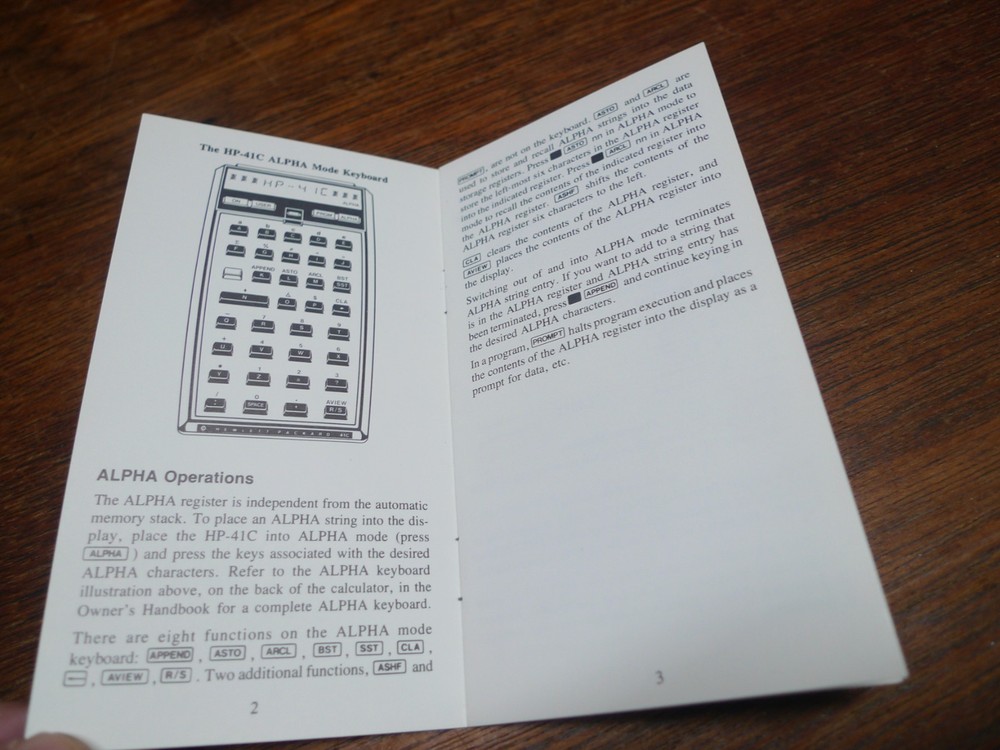 The HP-41C ALPHA Mode Keyboard
HP-41C
ALPHA
ON USER PRGM ALPHA
A B C D E
F G H I J
APPEND ASTO ARCL BST
K L M SST
CLA
N O P
Q R S T
U V W X
Y Z = ?
AVIEW
: SPACE , R/S
HEWLETT·PACKARD 41C
ALPHA Operations
The ALPHA register is independent from the automatic
memory stack. To place an ALPHA string into the dis-
play, place the HP-41C into ALPHA mode (press
ALPHA ) and press the keys associated with the desired
ALPHA characters. Refer to the ALPHA keyboard
illustration above, on the back of the calculator, in the
Owner's Handbook for a complete ALPHA keyboard.
There are eight functions on the ALPHA mode
keyboard: APPEND , ASTO , ARCL , BST , SST , CLA ,
← , AVIEW , R/S . Two additional functions, ASHF and
2
PROMPT , are not on the keyboard. ASTO and ARCL are
used to store and recall ALPHA strings into the data
storage registers. Press ■ ASTO nn in ALPHA mode to
store the left-most six characters in the ALPHA register
into the indicated register. Press ■ ARCL nn in ALPHA
mode to recall the contents of the indicated register into
the ALPHA register. ASHF shifts the contents of the
ALPHA register six characters to the left.
CLA clears the contents of the ALPHA register, and
AVIEW places the contents of the ALPHA register into
the display.
Switching out of and into ALPHA mode terminates
ALPHA string entry. If you want to add to a string that
is in the ALPHA register and ALPHA string entry has
been terminated, press ■ APPEND and continue keying in
the desired ALPHA characters.
In a program, PROMPT halts program execution and places
the contents of the ALPHA register into the display as a
prompt for data, etc.
3